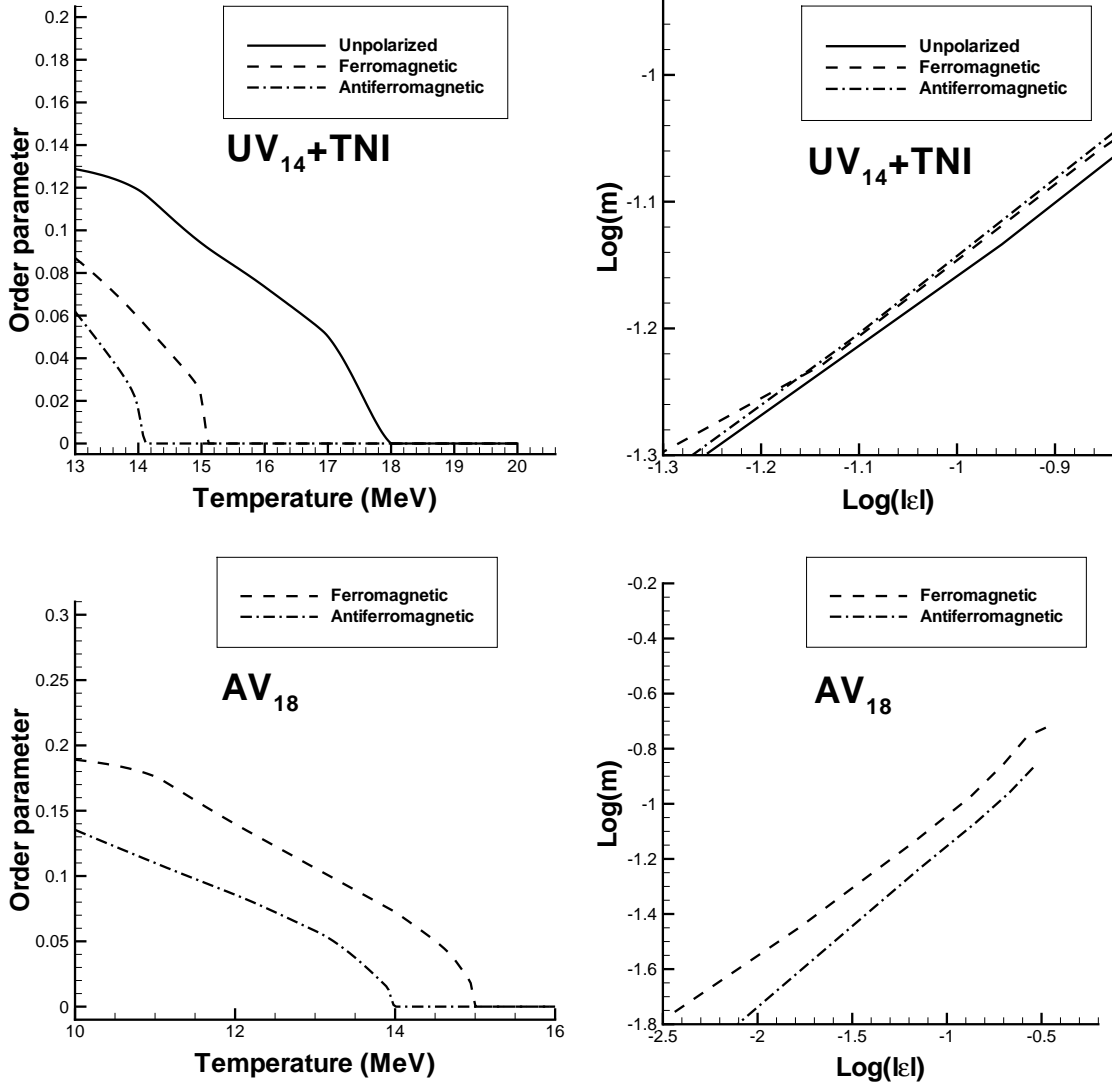 Order parameter
0.2
0.18
0.16
0.14
0.12
0.1
0.08
0.06
0.04
0.02
0
Unpolarized
Ferromagnetic
Antiferromagnetic
UV14+TNI
13 14 15 16 17 18 19 20
Temperature (MeV)
Log(m)
-1
-1.1
-1.2
-1.3
Unpolarized
Ferromagnetic
Antiferromagnetic
UV14+TNI
-1.3 -1.2 -1.1 -1 -0.9
Log(|ε|)
Order parameter
0.3
0.25
0.2
0.15
0.1
0.05
0
Ferromagnetic
Antiferromagnetic
AV18
10 12 14 16
Temperature (MeV)
Log(m)
-0.2
-0.4
-0.6
-0.8
-1
-1.2
-1.4
-1.6
-1.8
Ferromagnetic
Antiferromagnetic
AV18
-2.5 -2 -1.5 -1 -0.5
Log(|ε|)